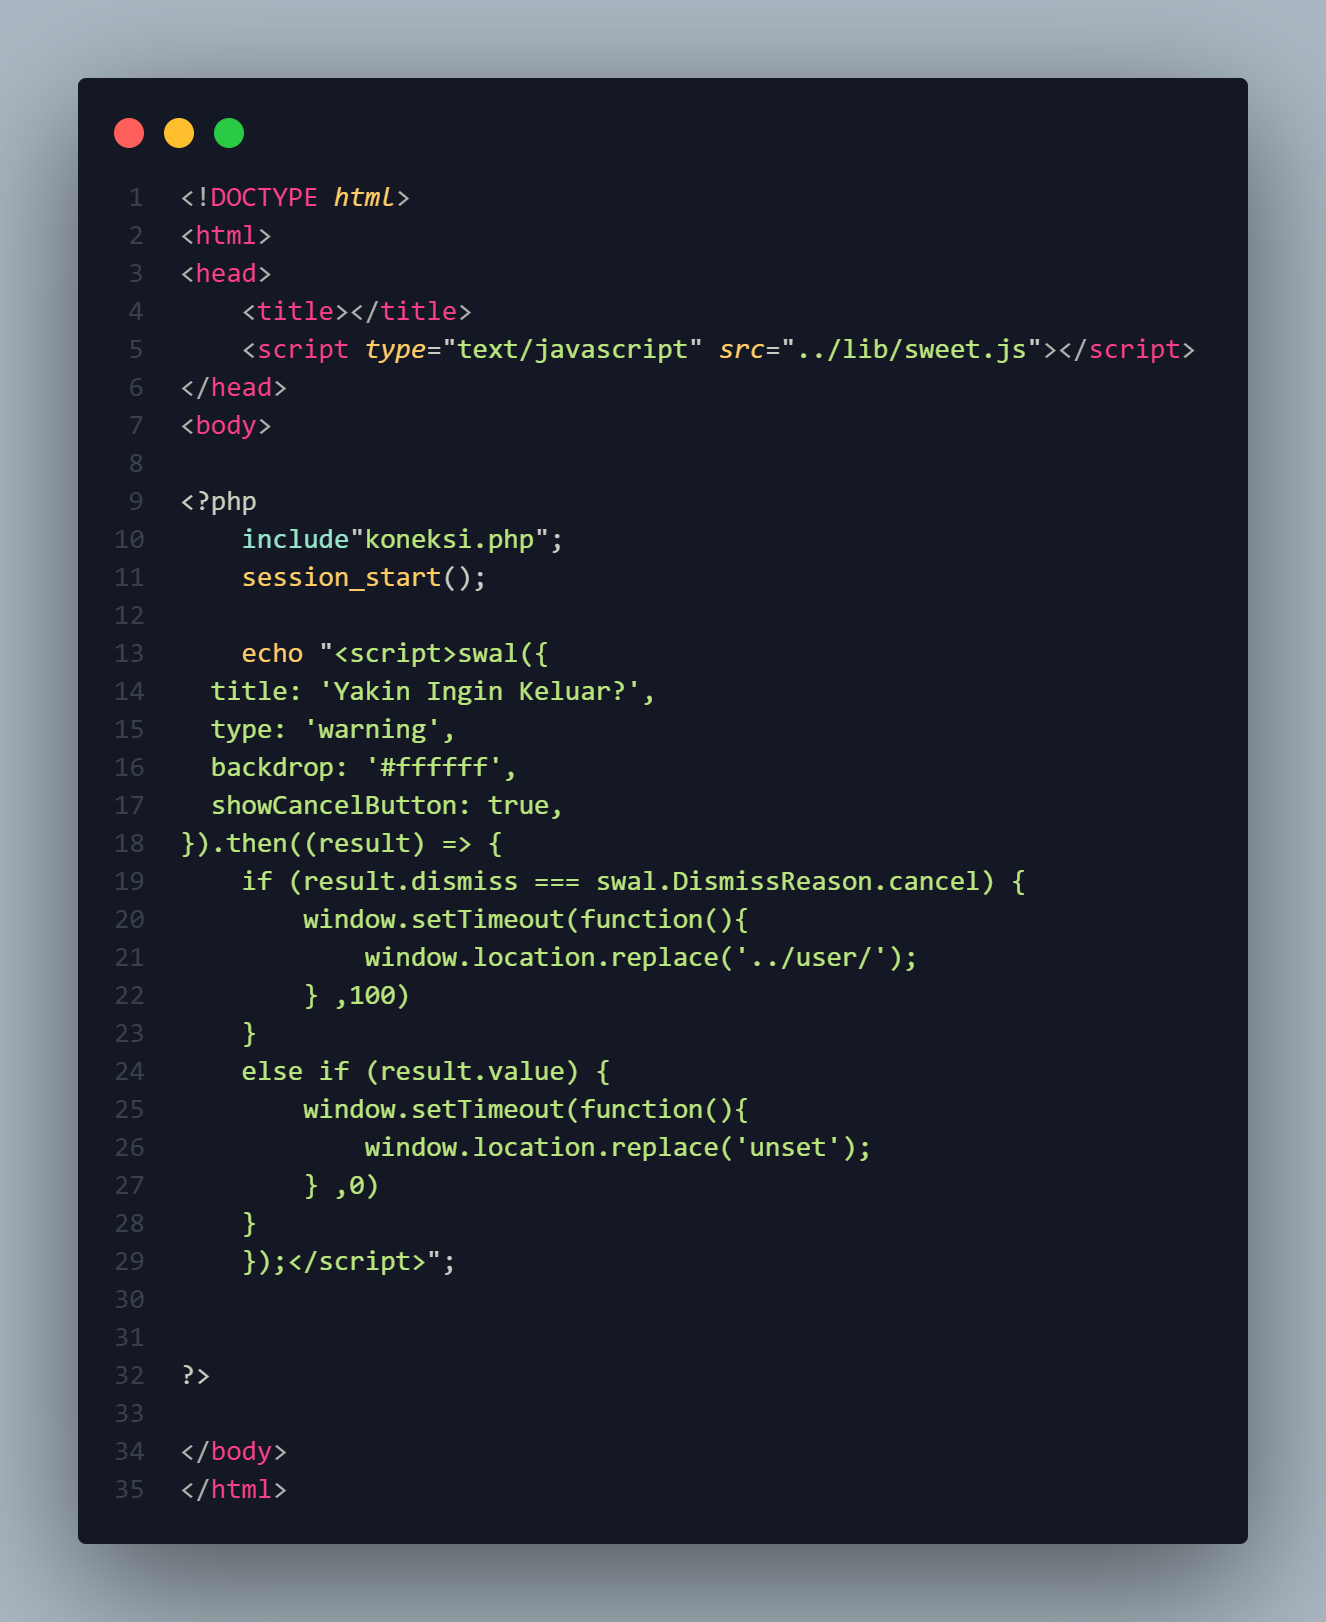 1 <!DOCTYPE html>
2 <html>
3 <head>
4     <title></title>
5     <script type="text/javascript" src="../lib/sweet.js"></script>
6 </head>
7 <body>
8
9 <?php
10     include"koneksi.php";
11     session_start();
12
13     echo "<script>swal({
14   title: 'Yakin Ingin Keluar?',
15   type: 'warning',
16   backdrop: '#ffffff',
17   showCancelButton: true,
18 }).then((result) => {
19     if (result.dismiss === swal.DismissReason.cancel) {
20         window.setTimeout(function(){
21             window.location.replace('../user/');
22         } ,100)
23     }
24     else if (result.value) {
25         window.setTimeout(function(){
26             window.location.replace('unset');
27         } ,0)
28     }
29     });</script>";
30
31
32 ?>
33
34 </body>
35 </html>